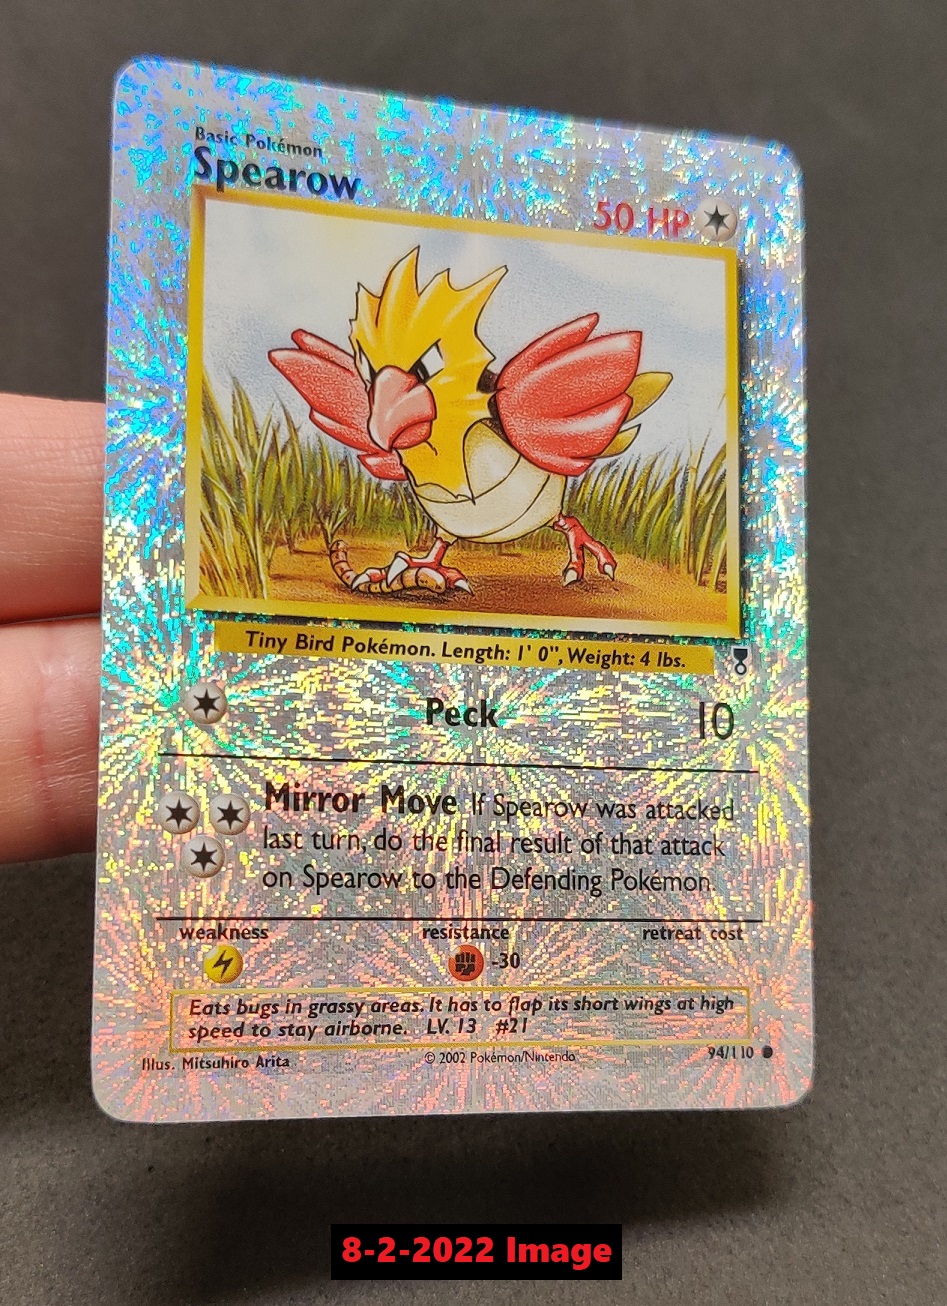 Basic Pokémon
Spearow
50 HP
Tiny Bird Pokémon. Length: 1' 0", Weight: 4 lbs.
Peck 10
Mirror Move If Spearow was attacked
last turn, do the final result of that attack
on Spearow to the Defending Pokémon.
weakness resistance retreat cost
-30
Eats bugs in grassy areas. It has to flap its short wings at high
speed to stay airborne. LV. 13 #21
Illus. Mitsuhiro Arita © 2002 Pokémon/Nintendo 94/110
8-2-2022 Image